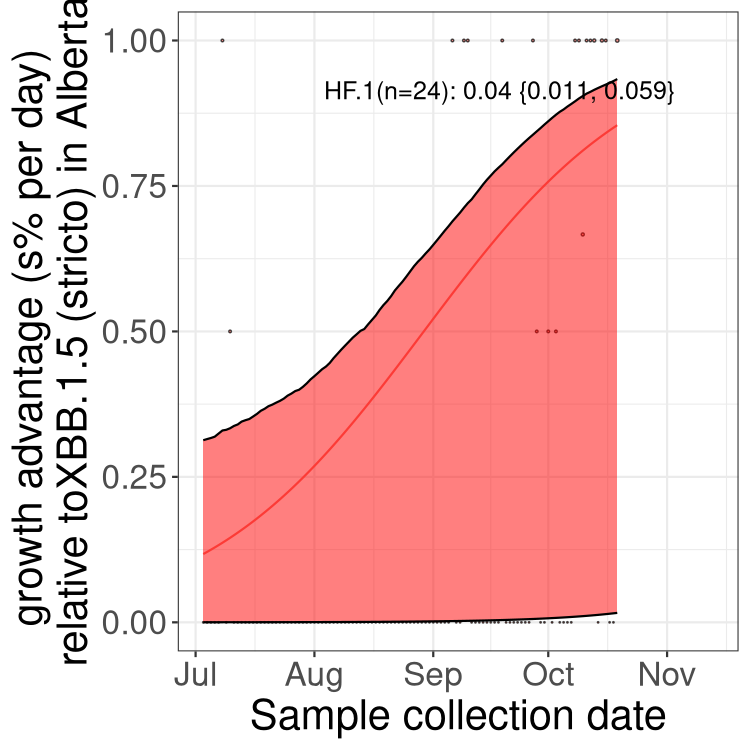 growth advantage (s% per day)
relative toXBB.1.5 (stricto) in Alberta
1.00
0.75
0.50
0.25
0.00
HF.1(n=24): 0.04 {0.011, 0.059}
Jul Aug Sep Oct Nov
Sample collection date